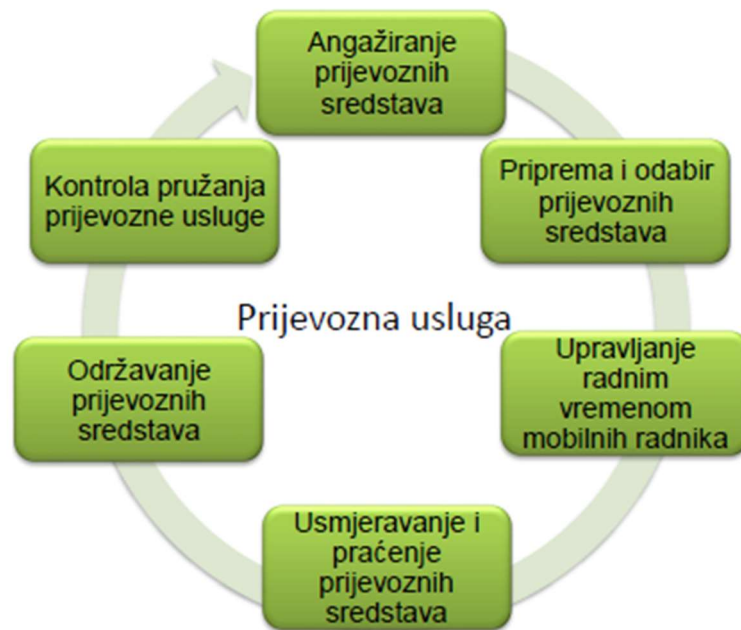 Angažiranje
prijevoznih
sredstava
Priprema i odabir
prijevoznih
sredstava
Upravljanje
radnim
vremenom
mobilnih radnika
Usmjeravanje i
praćenje
prijevoznih
sredstava
Održavanje
prijevoznih
sredstava
Kontrola pružanja
prijevozne usluge
Prijevozna usluga